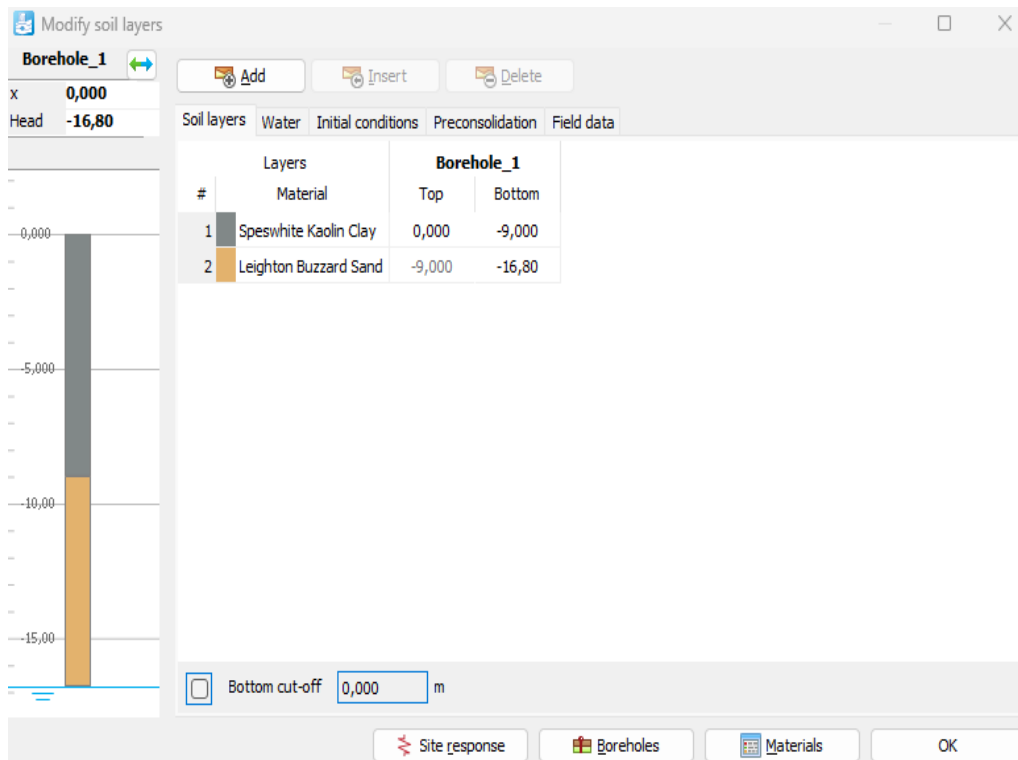 Modify soil layers
Borehole_1
x 0,000
Head -16,80
0,000
-5,000
-10,00
-15,00
Add Insert Delete
Soil layers Water Initial conditions Preconsolidation Field data
Layers Borehole_1
# Material Top Bottom
1 Speswhite Kaolin Clay 0,000 -9,000
2 Leighton Buzzard Sand -9,000 -16,80
Bottom cut-off 0,000 m
Site response Boreholes Materials OK